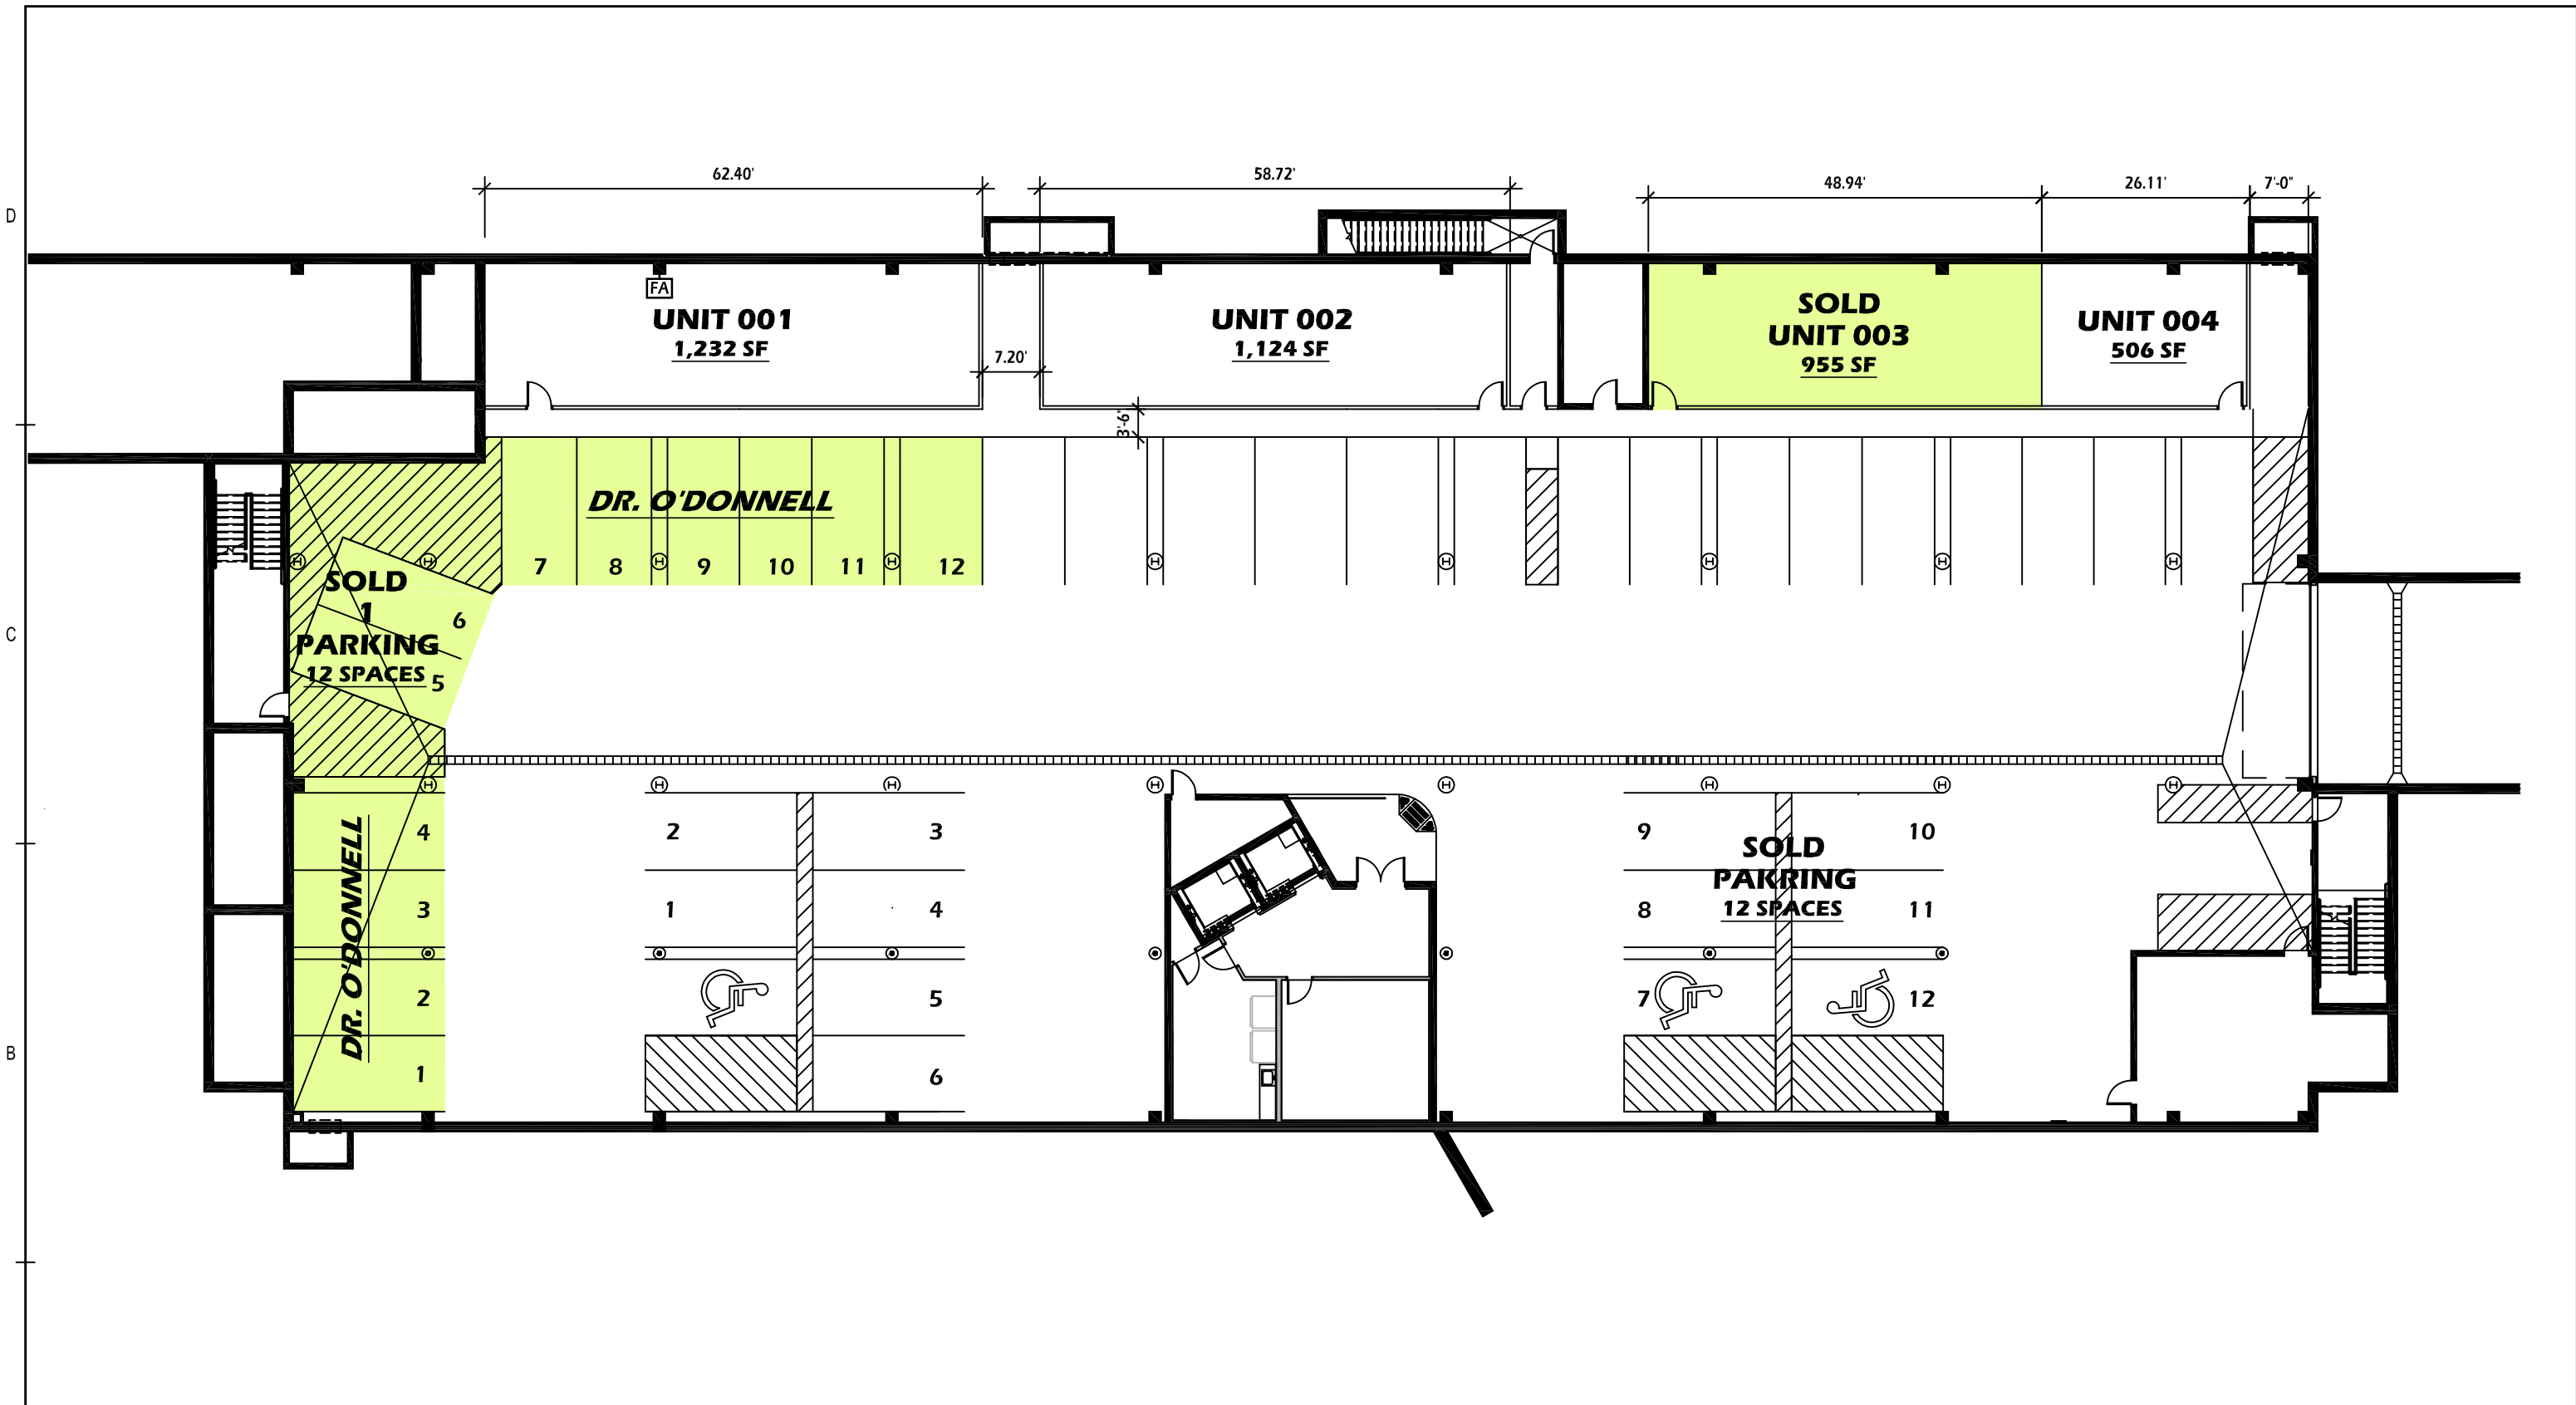 62.40'
58.72'
48.94'
26.11'
7'-0"
D
FA
UNIT 001
1,232 SF
7.20'
UNIT 002
1,124 SF
SOLD
UNIT 003
955 SF
UNIT 004
506 SF
3'-6"
DR. O'DONNELL
7 8 H 9 10 11 H 12
H H H H H H H
SOLD
1
PARKING
12 SPACES
6
5
C
H H H H H H H H
DR. O'DONNELL
4
3
2
1
2
1
3
4
5
6
9
8
7
SOLD
PAKRING
12 SPACES
10
11
12
B